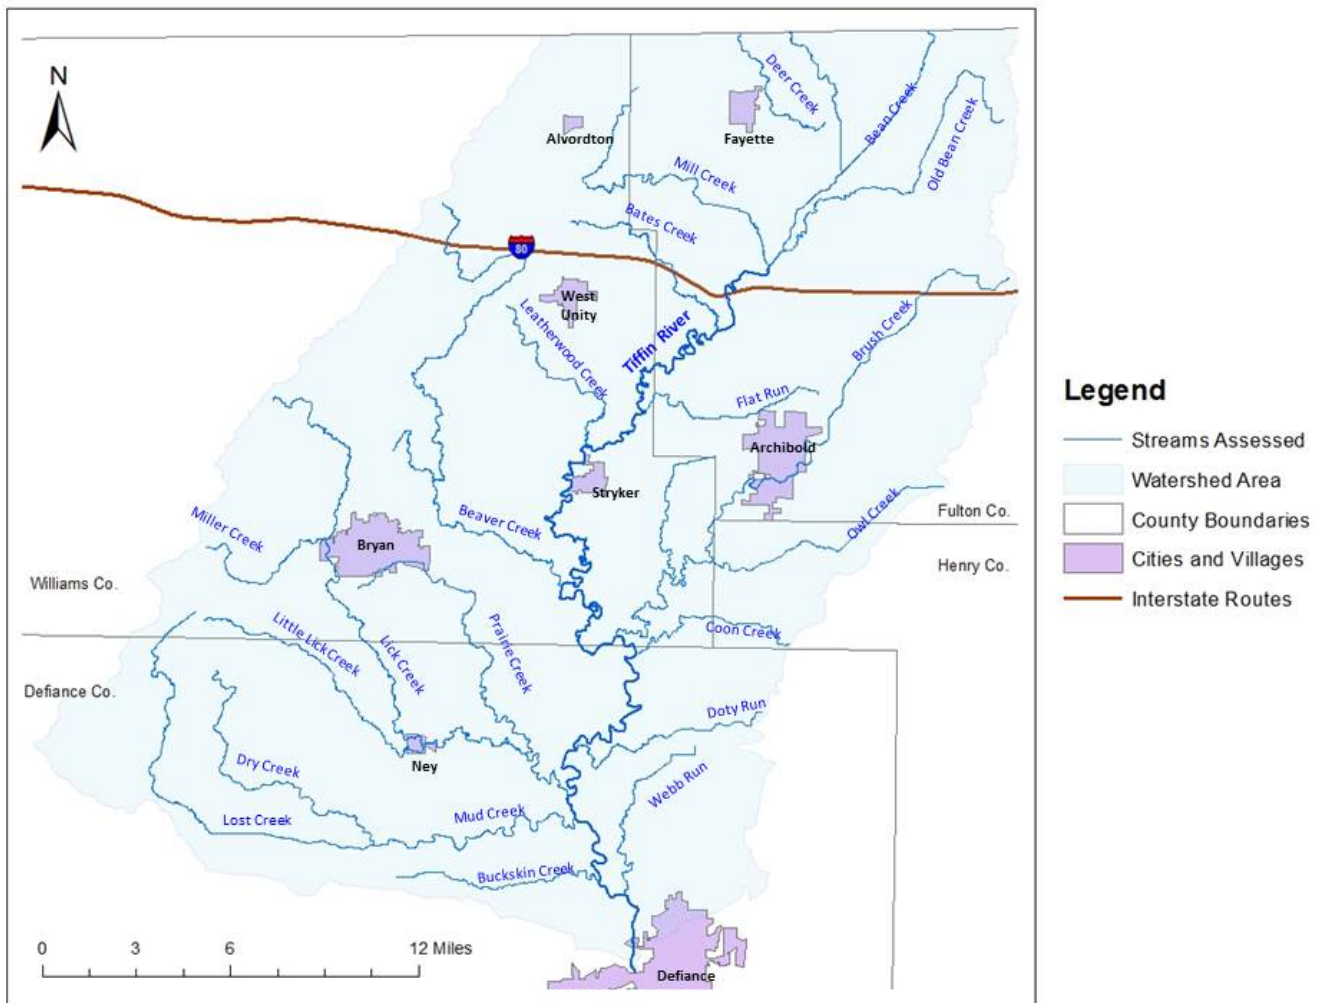 N
Deer Creek
Bean Creek
Old Bean Creek
Alvordton
Fayette
Mill Creek
Bates Creek
80
West
Unity
Leatherwood Creek
Tiffin River
Brush Creek
Flat Run
Archibold
Stryker
Owl Creek
Miller Creek
Bryan
Beaver Creek
Fulton Co.
Henry Co.
Williams Co.
Little Lick Creek
Lick Creek
Prairie Creek
Coon Creek
Defiance Co.
Doty Run
Ney
Dry Creek
Webb Run
Lost Creek
Mud Creek
Buckskin Creek
0 3 6 12 Miles
Defiance
Legend
Streams Assessed
Watershed Area
County Boundaries
Cities and Villages
Interstate Routes